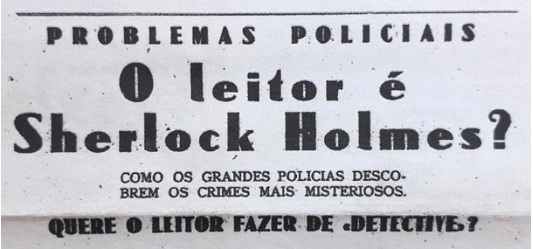 PROBLEMAS POLICIAIS
O leitor é
Sherlock Holmes?
COMO OS GRANDES POLICIAS DESCO-
BREM OS CRIMES MAIS MISTERIOSOS.
QUERE O LEITOR FAZER DE «DETECTIVE»?